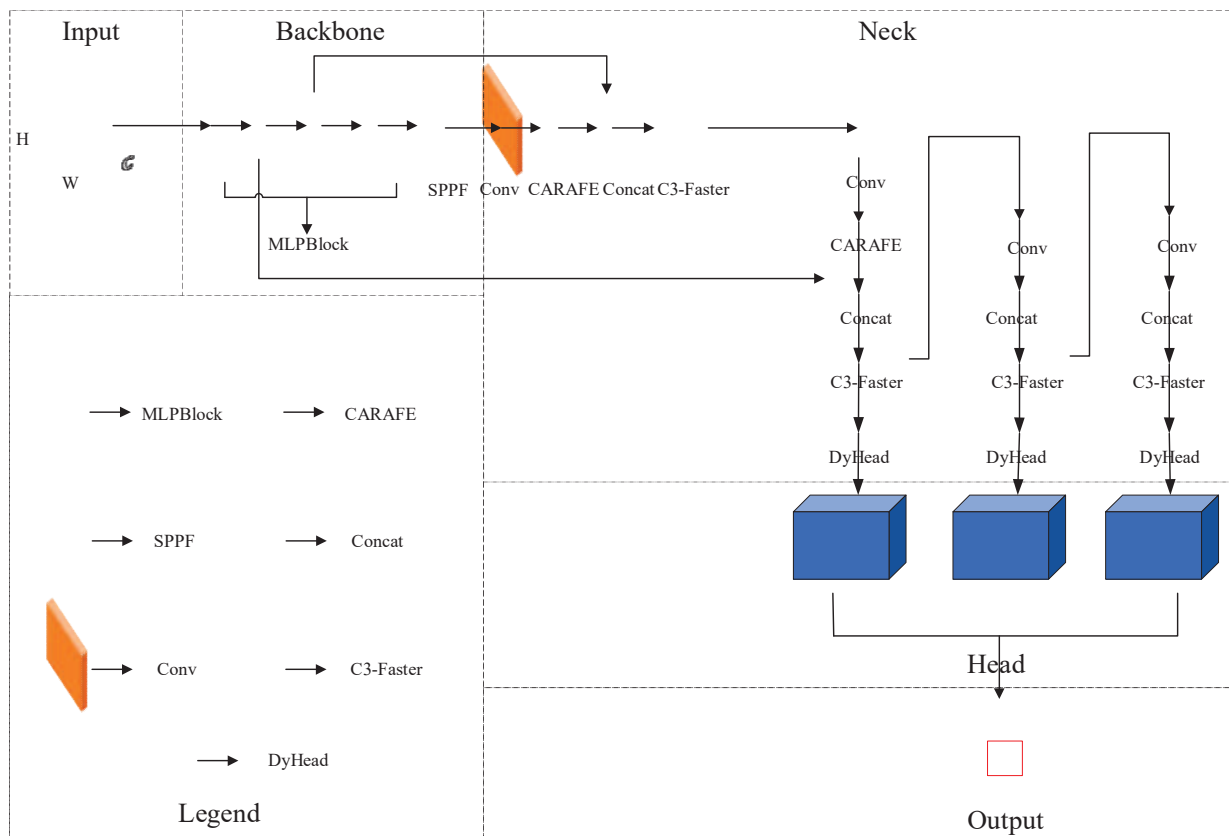 Input
Backbone
Neck
H
W
C
SPPF Conv CARAFE Concat C3-Faster
MLPBlock
Conv
CARAFE
Concat
C3-Faster
DyHead
Conv
Concat
C3-Faster
DyHead
Conv
Concat
C3-Faster
DyHead
Head
Output
MLPBlock
CARAFE
SPPF
Concat
Conv
C3-Faster
DyHead
Legend